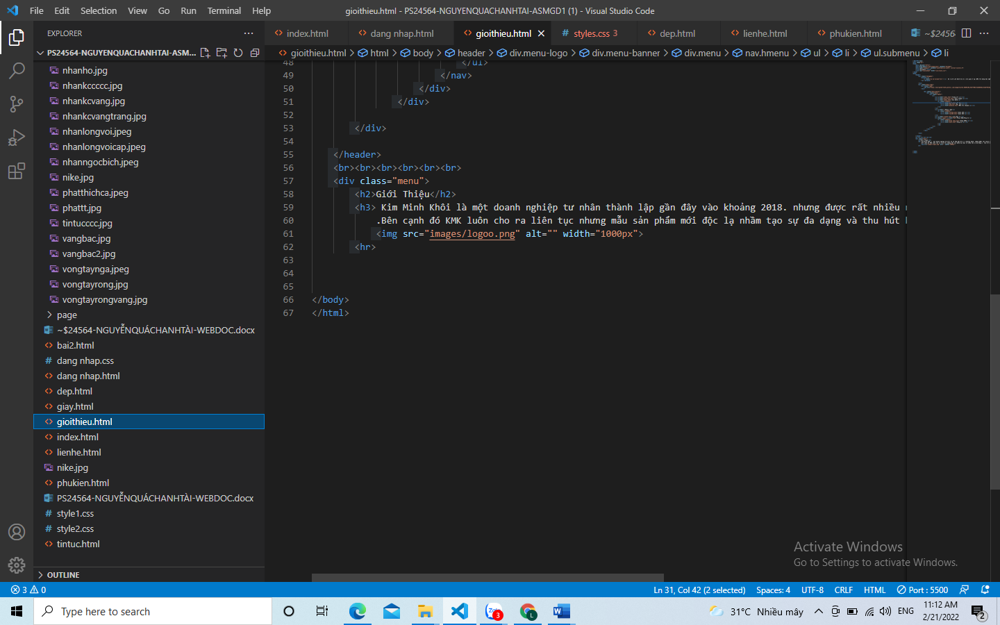 File Edit Selection View Go Run Terminal Help
gioithieu.html - PS24564-NGUYENQUACHANHTAI-ASMGD1 (1) - Visual Studio Code
EXPLORER
index.html
dang nhap.html
gioithieu.html
styles.css 3
dep.html
lienhe.html
phukien.html
~$2456
PS24564-NGUYENQUACHANHTAI-ASM...
gioithieu.html > html > body > header > div.menu-logo > div.menu-banner > div.menu > nav.hmenu > ul > li > ul.submenu > li
nhanho.jpg
nhankccccc.jpg
nhankcvang.jpg
nhankcvangtrang.jpg
nhanlongvoi.jpeg
nhanlongvoicap.jpeg
nhanngocbich.jpeg
nike.jpg
phatthichca.jpeg
phattt.jpg
tintucccc.jpg
vangbac.jpg
vangbac2.jpg
vongtaynga.jpeg
vongtayrong.jpg
vongtayrongvang.jpg
page
~$24564-NGUYỄNQUÁCHANHTÀI-WEBDOC.docx
bai2.html
dang nhap.css
dang nhap.html
dep.html
giay.html
gioithieu.html
index.html
lienhe.html
nike.jpg
phukien.html
PS24564-NGUYỄNQUÁCHANHTÀI-WEBDOC.docx
style1.css
style2.css
tintuc.html
OUTLINE
48 </ul>
49 </nav>
50 </div>
51 </div>
52
53 </div>
54
55 </header>
56 <br><br><br><br><br><br>
57 <div class="menu">
58 <h2>Giới Thiệu</h2>
59 <h3> Kim Minh Khôi là một doanh nghiệp tư nhân thành lập gần đây vào khoảng 2018. nhưng được rất nhiều
60 .Bên cạnh đó KMK luôn cho ra liên tục nhưng mẫu sản phẩm mới độc lạ nhằm tạo sự đa dạng và thu hút
61 <img src="images/logoo.png" alt="" width="1000px">
62 <hr>
63
64
65
66 </body>
67 </html>
Activate Windows
Go to Settings to activate Windows.
3 0
Ln 31, Col 42 (2 selected) Spaces: 4 UTF-8 CRLF HTML Port : 5500
Type here to search
3
L
31°C Nhiều mây
ENG
11:12 AM
2/21/2022
2